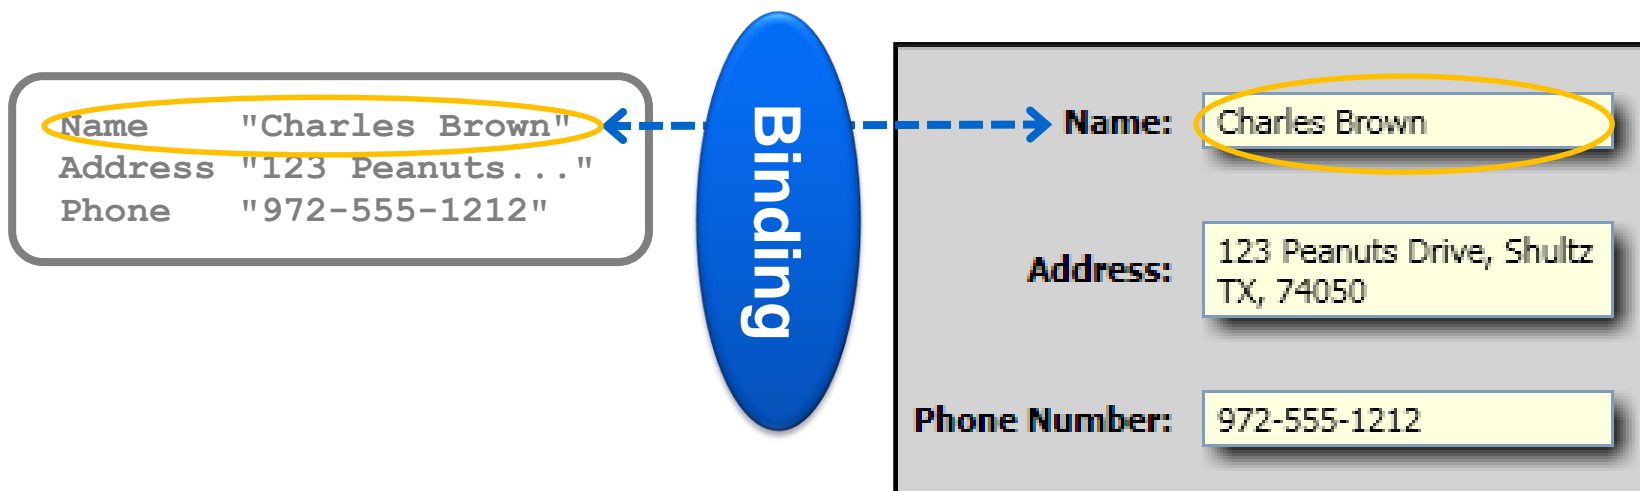 Name "Charles Brown"
Address "123 Peanuts..."
Phone "972-555-1212"
Binding
Name: Charles Brown
Address: 123 Peanuts Drive, Shultz
TX, 74050
Phone Number: 972-555-1212